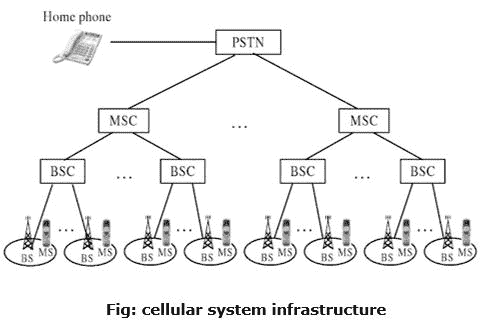 Home phone
PSTN
MSC
...
MSC
BSC
...
BSC
BSC
...
BSC
... ... ... ...
BS MS BS MS BS MS BS MS BS MS BS MS BS MS BS MS
Fig: cellular system infrastructure